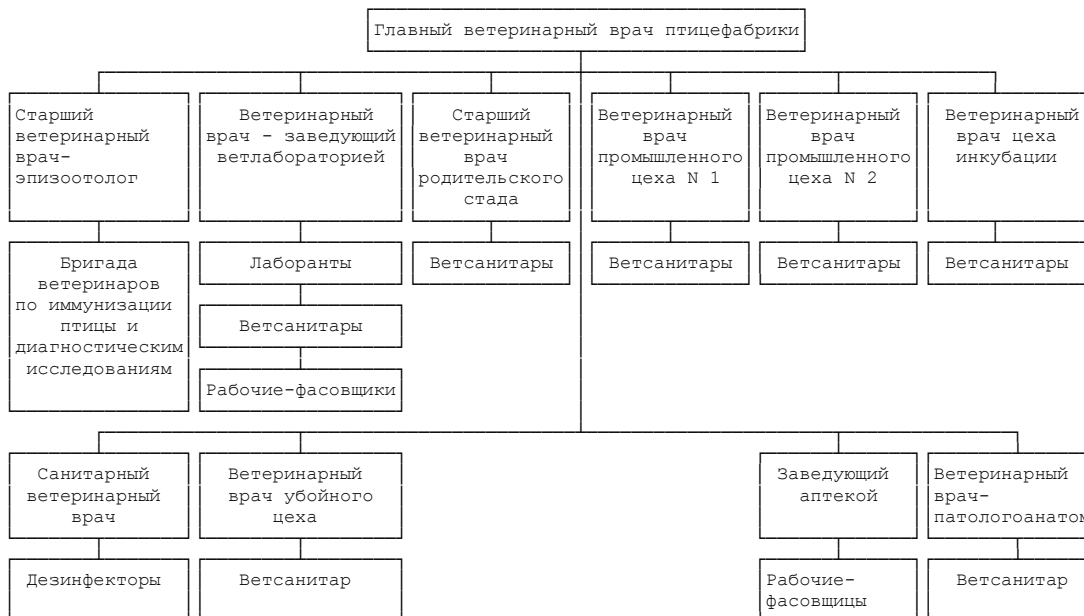 Главный ветеринарный врач птицефабрики
Старший
ветеринарный
врач-
эпизоотолог
Ветеринарный
врач - заведующий
ветлабораторией
Старший
ветеринарный
врач
родительского
стада
Ветеринарный
врач
промышленного
цеха N 1
Ветеринарный
врач
промышленного
цеха N 2
Ветеринарный
врач цеха
инкубации
Бригада
ветеринаров
по иммунизации
птицы и
диагностическим
исследованиям
Лаборанты
Ветсанитары
Рабочие-фасовщики
Ветсанитары
Ветсанитары
Ветсанитары
Ветсанитары
Санитарный
ветеринарный
врач
Ветеринарный
врач убойного
цеха
Заведующий
аптекой
Ветеринарный
врач-
патологоанатом
Дезинфекторы
Ветсанитар
Рабочие-
фасовщицы
Ветсанитар